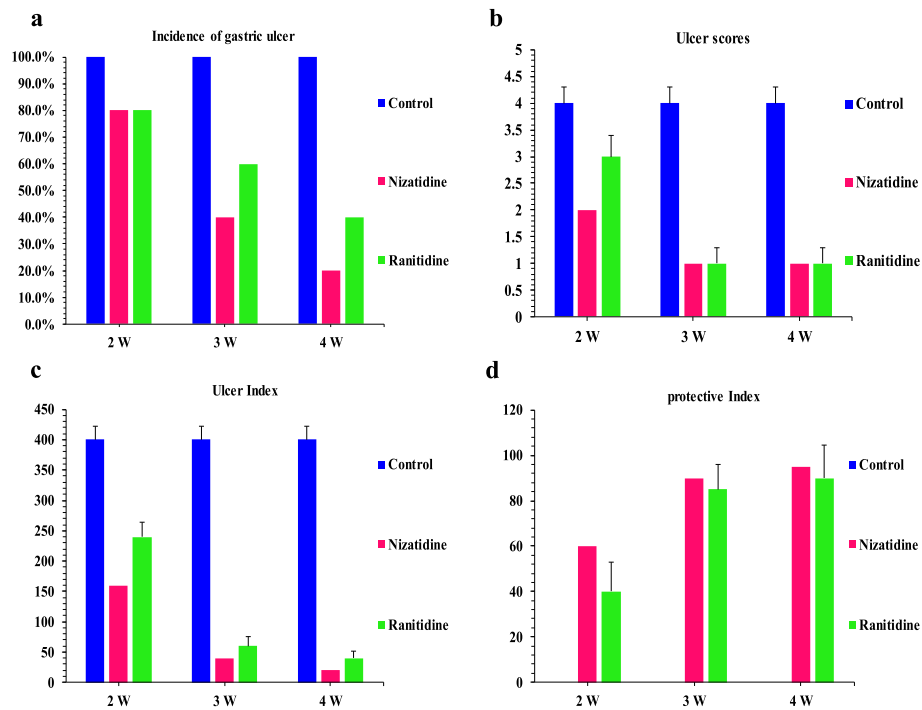 a
Incidence of gastric ulcer
100.0%
90.0%
80.0%
70.0%
60.0%
50.0%
40.0%
30.0%
20.0%
10.0%
0.0%
2 W
3 W
4 W
Control
Nizatidine
Ranitidine
b
Ulcer scores
5
4.5
4
3.5
3
2.5
2
1.5
1
0.5
0
2 W
3 W
4 W
Control
Nizatidine
Ranitidine
c
Ulcer Index
450
400
350
300
250
200
150
100
50
0
2 W
3 W
4 W
Control
Nizatidine
Ranitidine
d
protective Index
120
100
80
60
40
20
0
2 W
3 W
4 W
Control
Nizatidine
Ranitidine